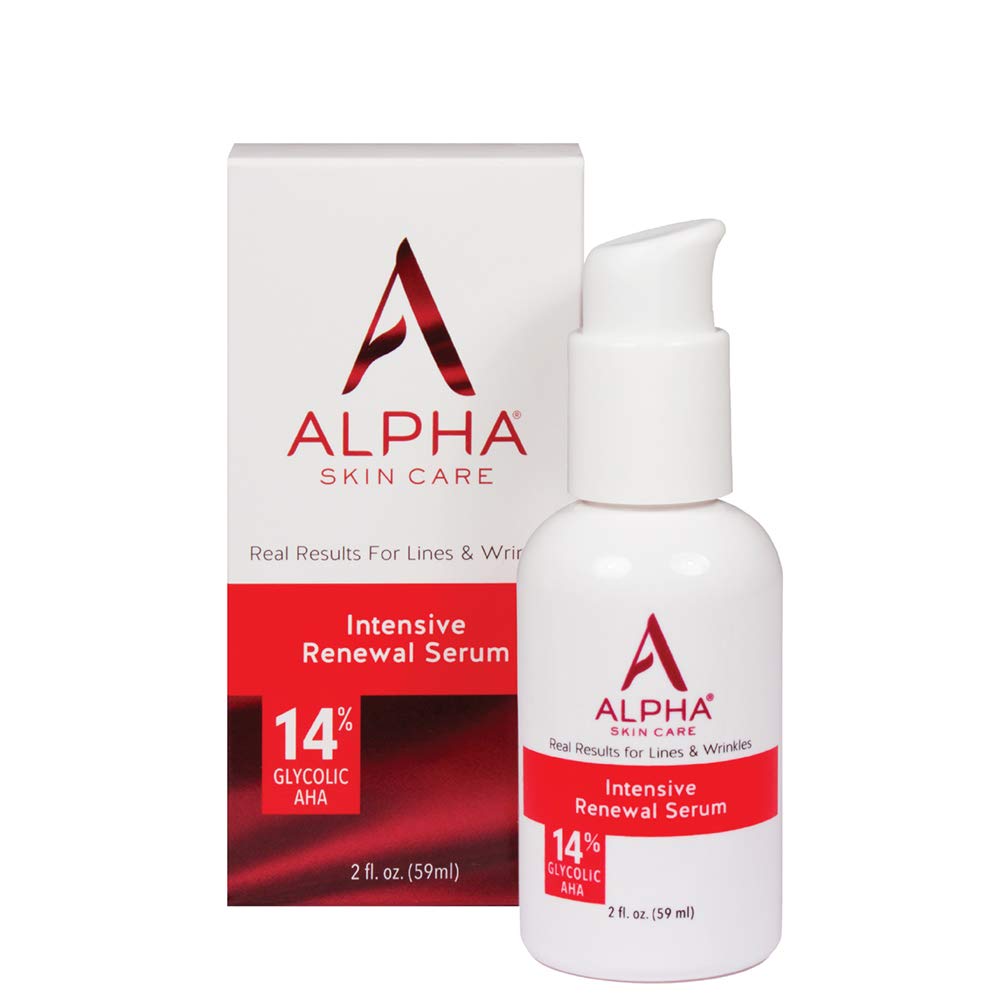 ALPHA®
SKIN CARE
Real Results For Lines &
Intensive
Renewal Serum
14%
GLYCOLIC
AHA
2 fl. oz. (59ml)
ALPHA®
SKIN CARE
Real Results for Lines & Wrinkles
Intensive
Renewal Serum
14%
GLYCOLIC
AHA
2 fl. oz. (59 ml)